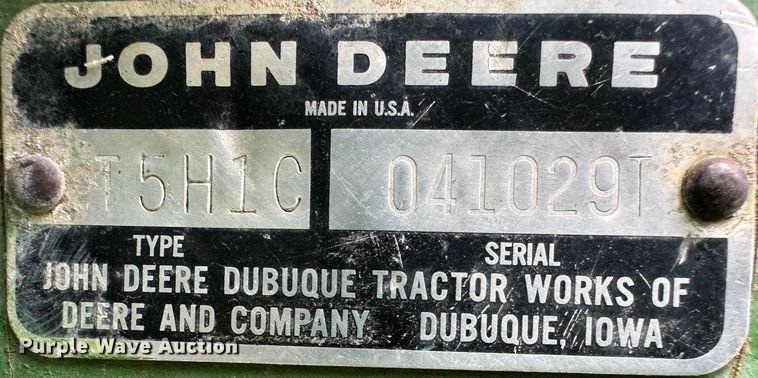 JOHN DEERE
MADE IN U.S.A.
T5H1C 041029T
TYPE SERIAL
JOHN DEERE DUBUQUE TRACTOR WORKS OF
DEERE AND COMPANY DUBUQUE, IOWA
Purple Wave Auction